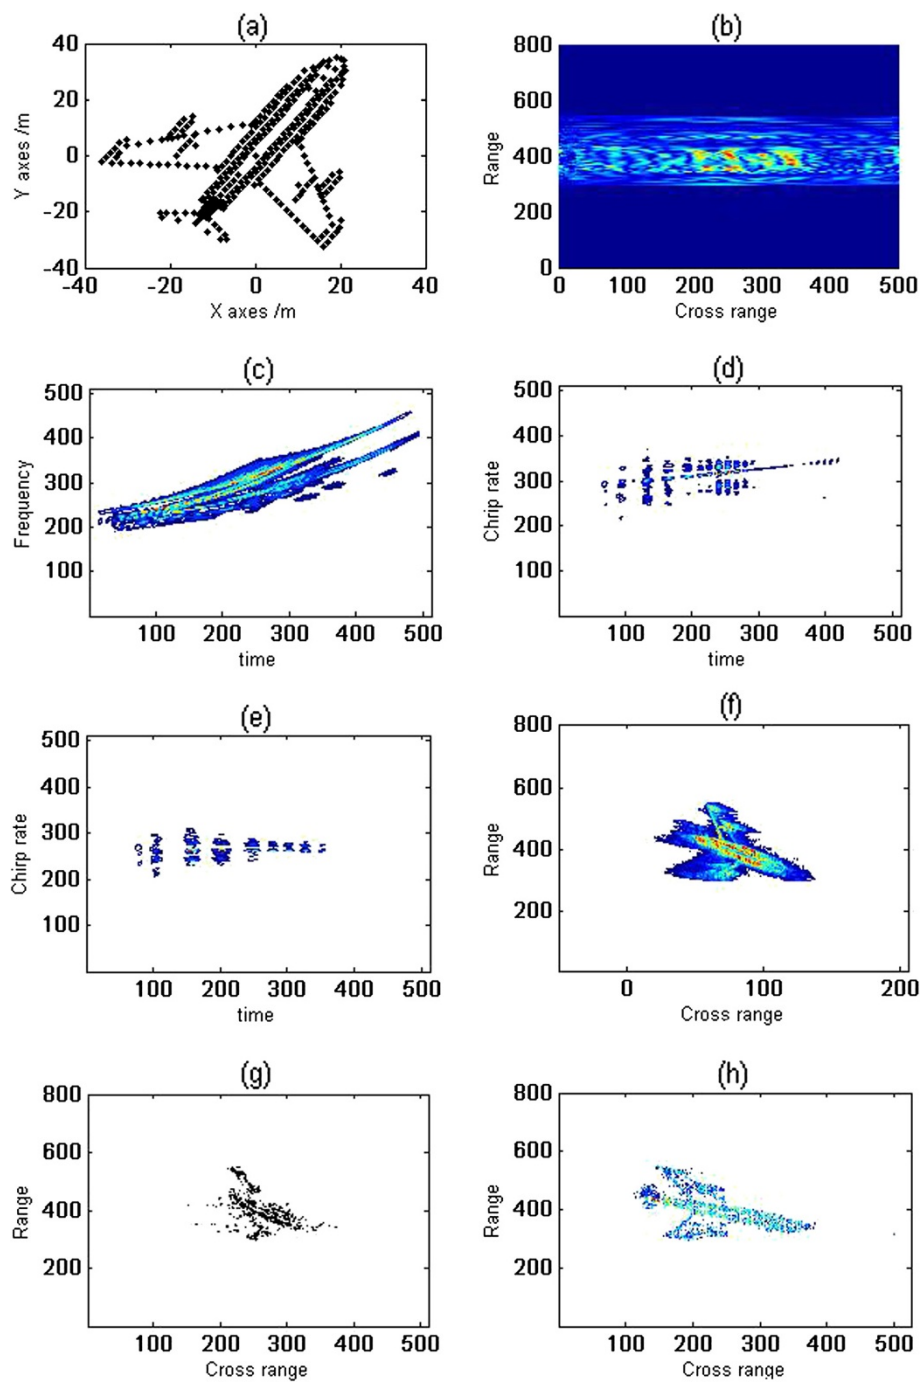 (a)
40
20
0
-20
-40
Y axes /m
-40 -20 0 20 40
X axes /m
(b)
800
600
400
200
0
Range
0 100 200 300 400 500
Cross range
(c)
500
400
300
200
100
Frequency
100 200 300 400 500
time
(d)
500
400
300
200
100
Chrip rate
100 200 300 400 500
time
(e)
500
400
300
200
100
Chirp rate
100 200 300 400 500
time
(f)
800
600
400
200
Range
0 100 200
Cross range
(g)
800
600
400
200
Range
100 200 300 400 500
Cross range
(h)
800
600
400
200
Range
100 200 300 400 500
Cross range